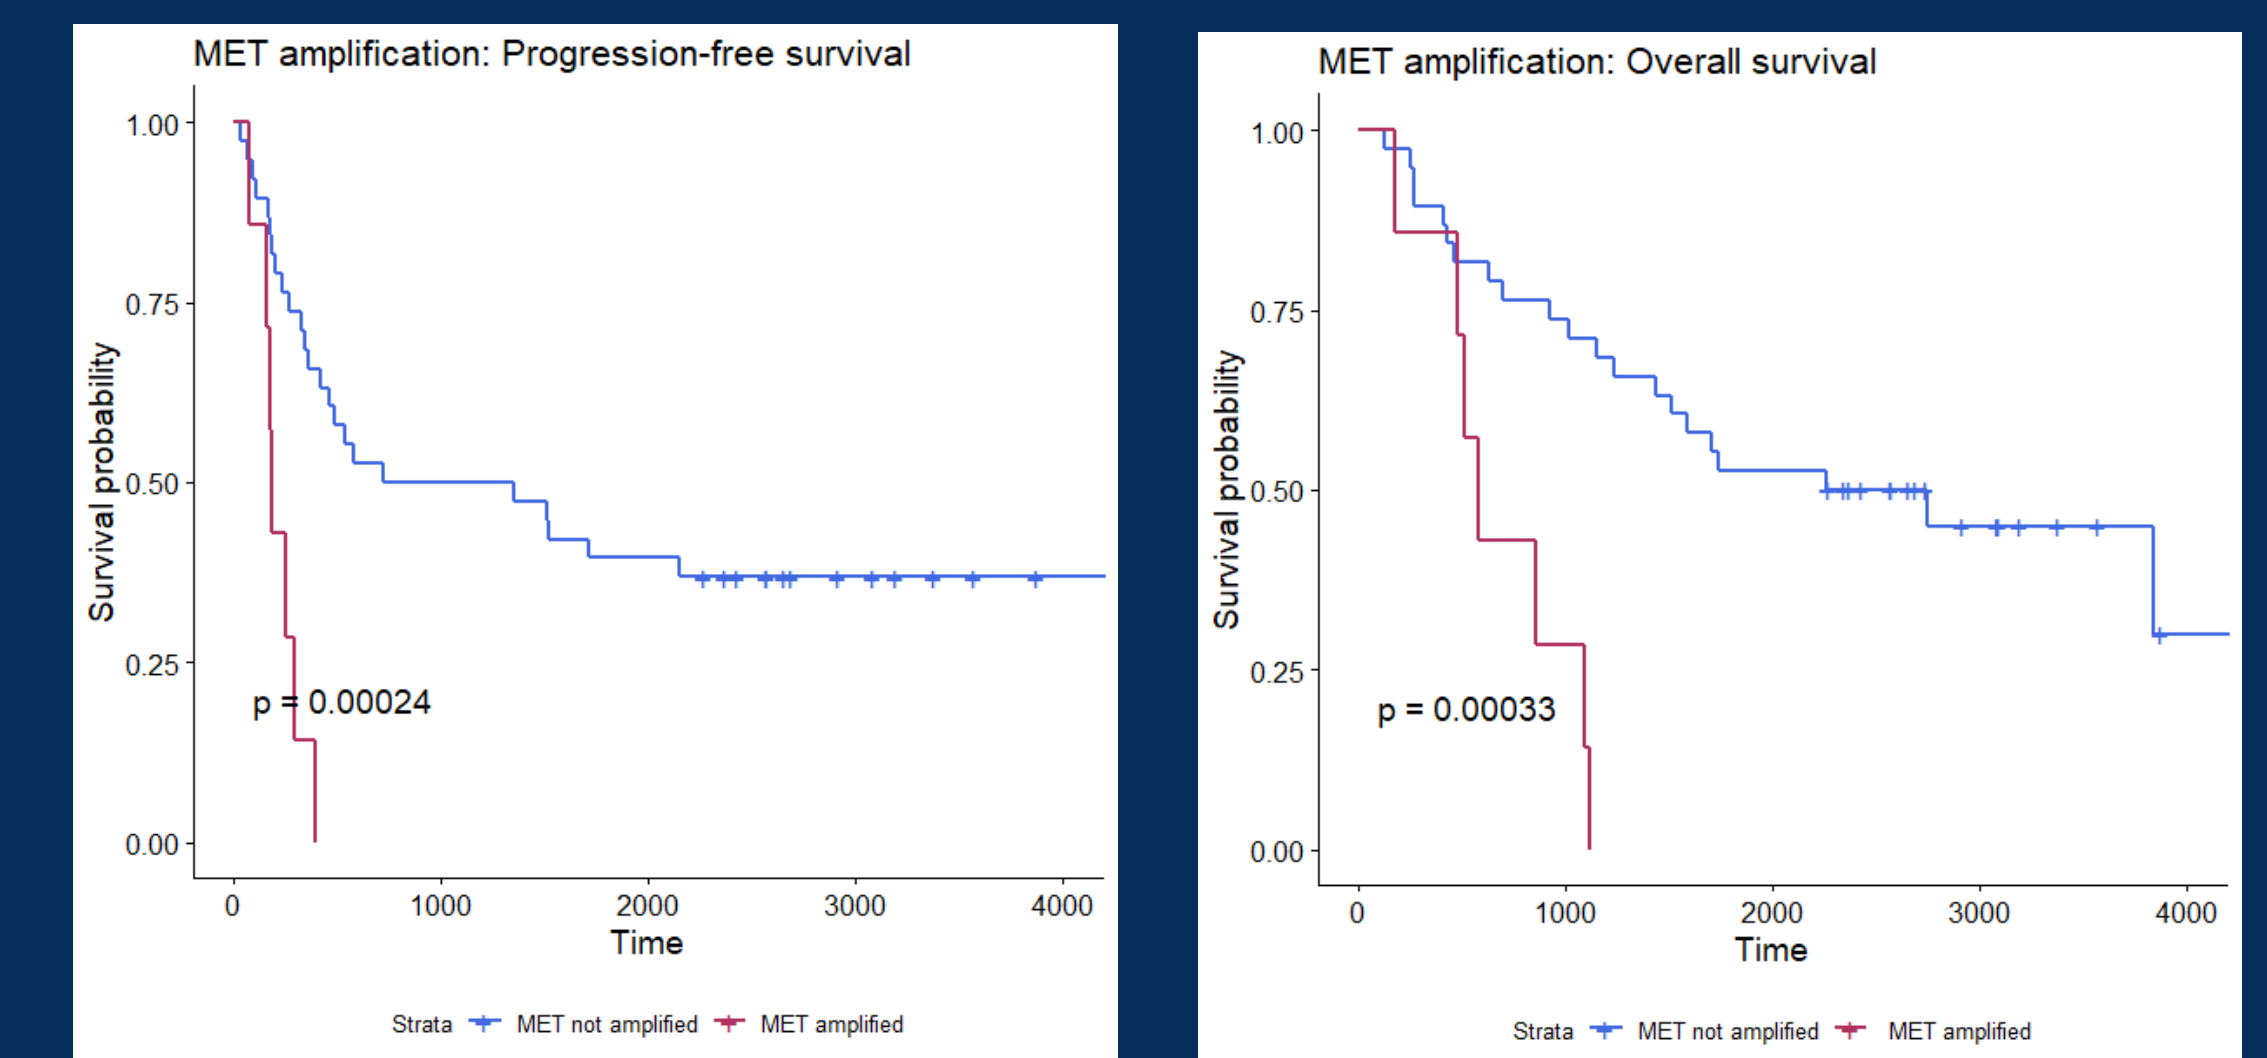 MET amplification: Progression-free survival
Survival probability
1.00
0.75
0.50
0.25
0.00
p = 0.00024
0 1000 2000 3000 4000
Time
Strata MET not amplified MET amplified
MET amplification: Overall survival
Survival probability
1.00
0.75
0.50
0.25
0.00
p = 0.00033
0 1000 2000 3000 4000
Time
Strata MET not amplified MET amplified